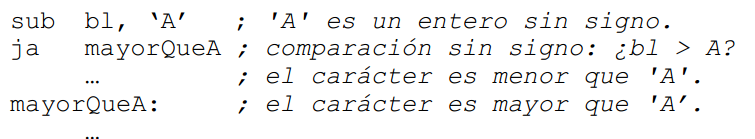 sub bl, ‘A’ ; 'A' es un entero sin signo.
ja mayorQueA ; comparación sin signo: ¿bl > A?
… ; el carácter es menor que 'A'.
mayorQueA: ; el carácter es mayor que 'A’.
…